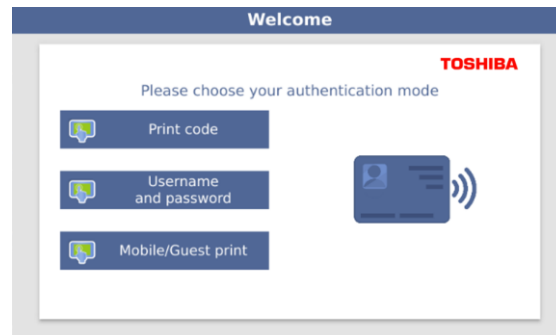 Welcome
TOSHIBA
Please choose your authentication mode
Print code
Username
and password
Mobile/Guest print